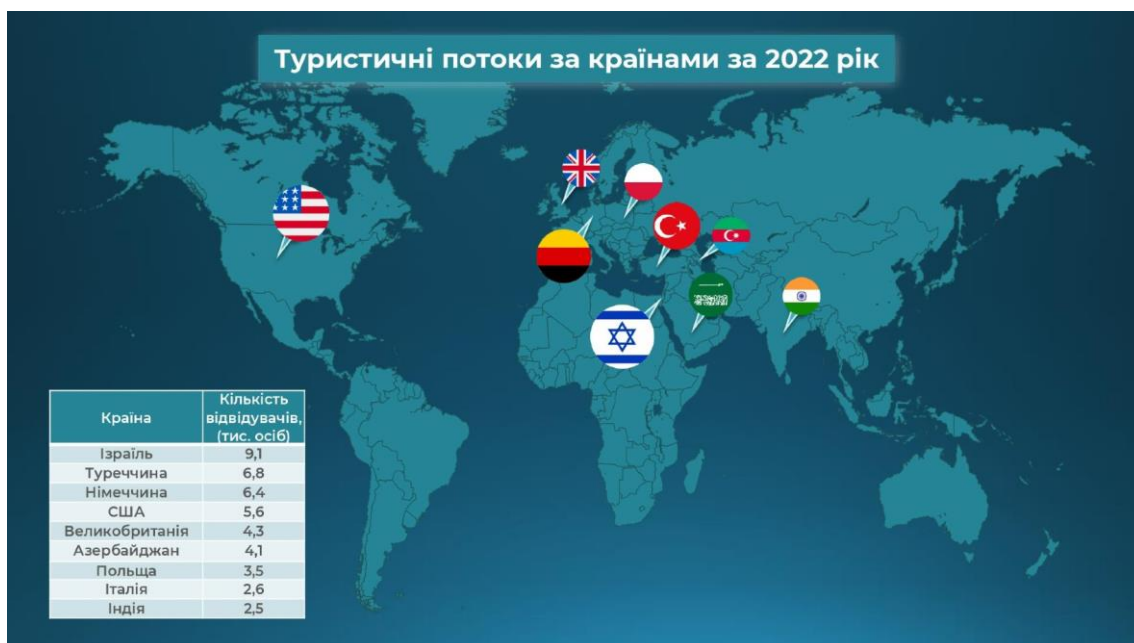 Туристичні потоки за країнами за 2022 рік
Країна
Кількість
відвідувачів,
(тис. осіб)
Ізраїль 9,1
Туреччина 6,8
Німеччина 6,4
США 5,6
Великобританія 4,3
Азербайджан 4,1
Польща 3,5
Італія 2,6
Індія 2,5